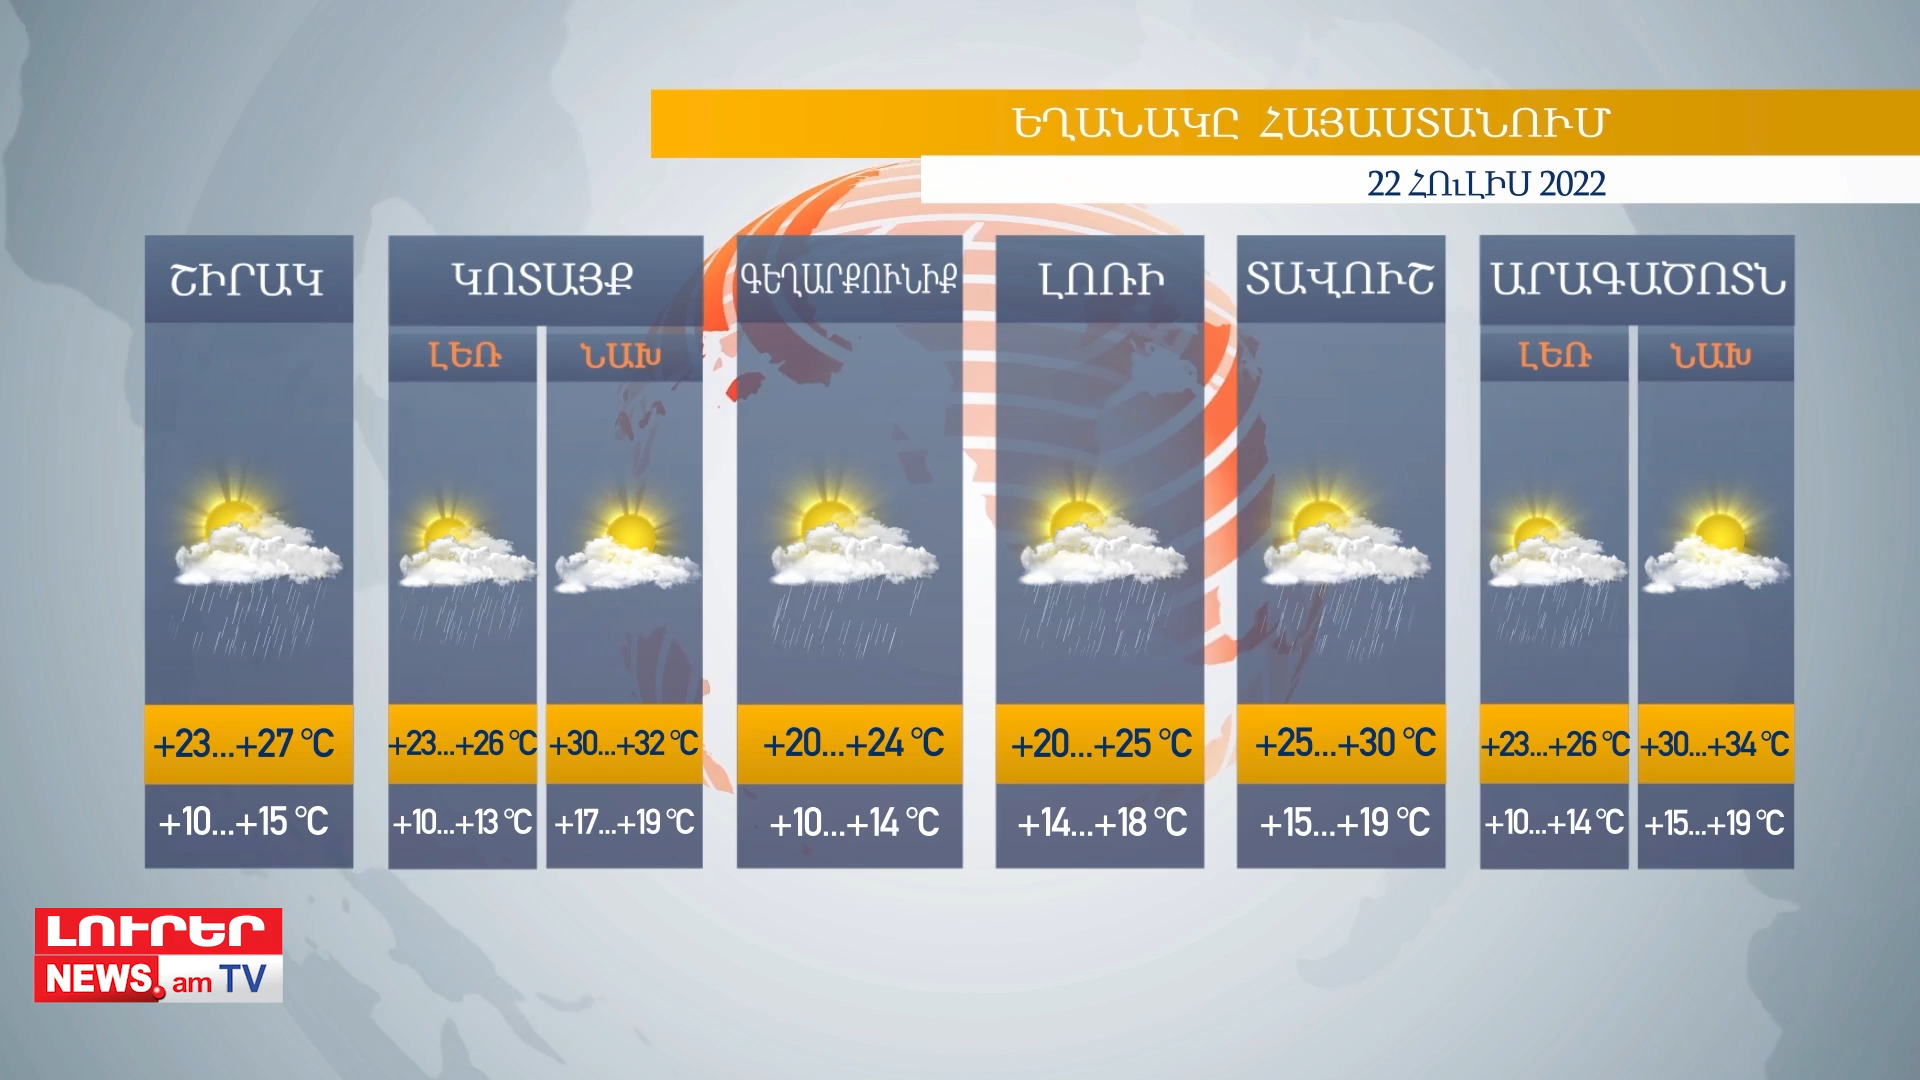 ԵՂԱՆԱԿԸ ՀԱՅԱՍՏԱՆՈՒՄ
22 ՀՈւԼԻՍ 2022
ՇԻՐԱԿ
+23...+27 °C
+10...+15 °C
ԿՈՏԱՅՔ
ԼԵՌ
+23...+26 °C
+10...+13 °C
ՆԱԽ
+30...+32 °C
+17...+19 °C
ԳԵՂԱՐՔՈՒՆԻՔ
+20...+24 °C
+10...+14 °C
ԼՈՌԻ
+20...+25 °C
+14...+18 °C
ՏԱՎՈՒՇ
+25...+30 °C
+15...+19 °C
ԱՐԱԳԱԾՈՏՆ
ԼԵՌ
+23...+26 °C
+10...+14 °C
ՆԱԽ
+30...+34 °C
+15...+19 °C
ԼՈՒՐԵՐ
NEWS.am TV